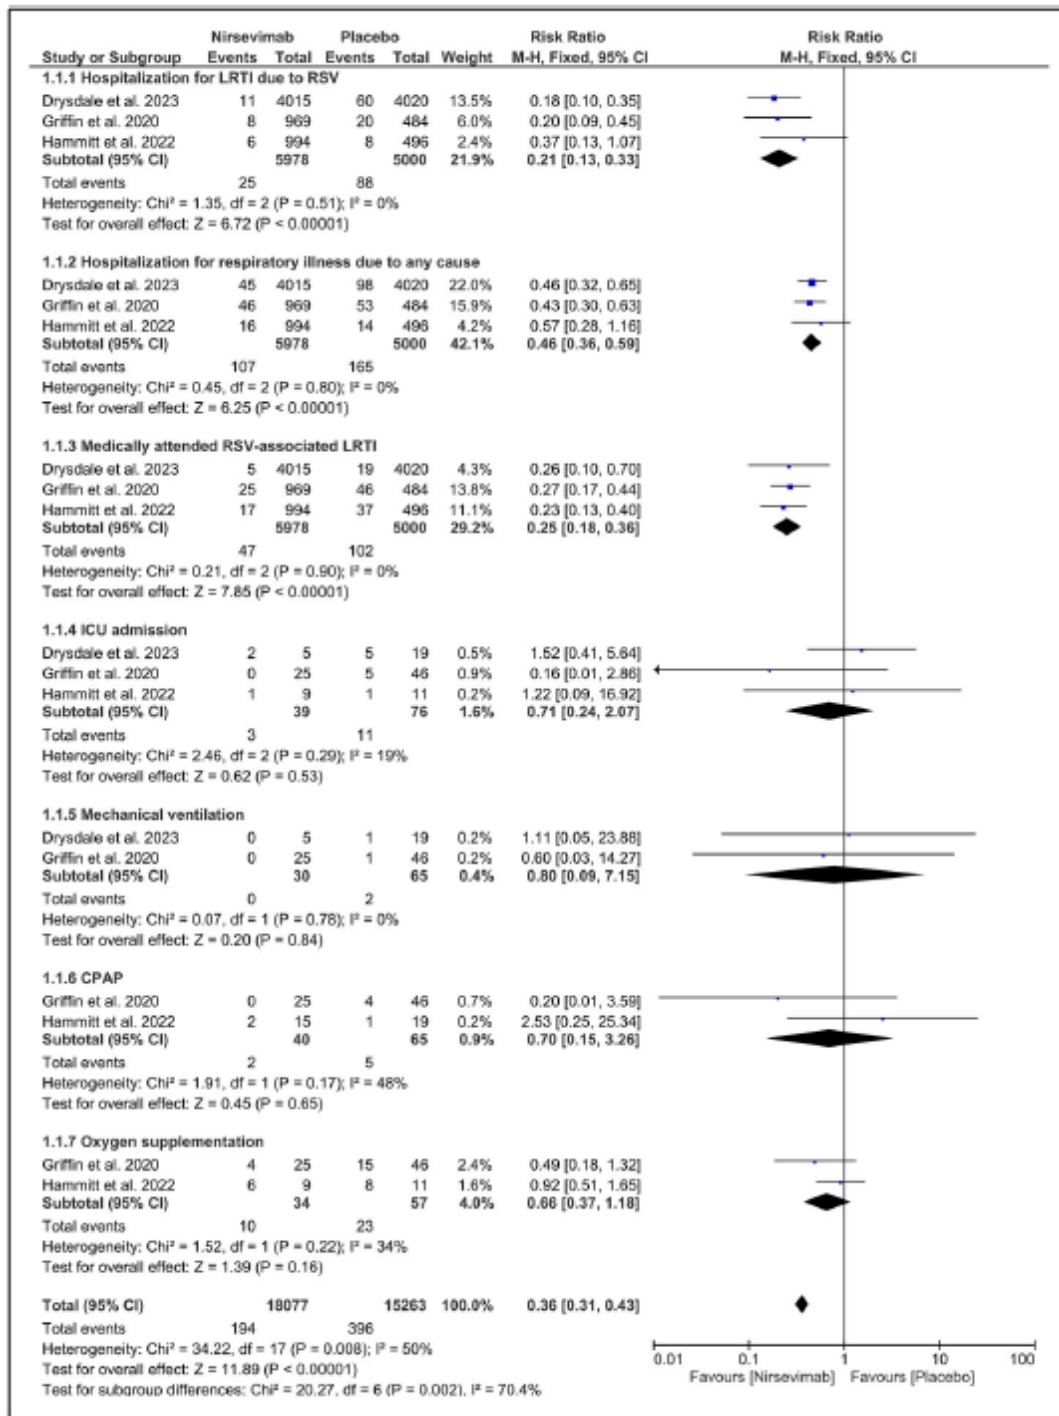 Nirsevimab Placebo Risk Ratio Risk Ratio
Study or Subgroup Events Total Events Total Weight M-H, Fixed, 95% CI M-H, Fixed, 95% CI
1.1.1 Hospitalization for LRTI due to RSV
Drysdale et al. 2023 11 4015 60 4020 13.5% 0.18 [0.10, 0.35]
Griffin et al. 2020 8 969 20 484 6.0% 0.20 [0.09, 0.45]
Hammitt et al. 2022 6 994 8 496 2.4% 0.37 [0.13, 1.07]
Subtotal (95% CI) 5978 5000 21.9% 0.21 [0.13, 0.33]
Total events 25 88
Heterogeneity: Chi² = 1.35, df = 2 (P = 0.51); I² = 0%
Test for overall effect: Z = 6.72 (P < 0.00001)
1.1.2 Hospitalization for respiratory illness due to any cause
Drysdale et al. 2023 45 4015 98 4020 22.0% 0.46 [0.32, 0.65]
Griffin et al. 2020 46 969 53 484 15.9% 0.43 [0.30, 0.63]
Hammitt et al. 2022 16 994 14 496 4.2% 0.57 [0.28, 1.16]
Subtotal (95% CI) 5978 5000 42.1% 0.46 [0.36, 0.59]
Total events 107 165
Heterogeneity: Chi² = 0.45, df = 2 (P = 0.80); I² = 0%
Test for overall effect: Z = 6.25 (P < 0.00001)
1.1.3 Medically attended RSV-associated LRTI
Drysdale et al. 2023 5 4015 19 4020 4.3% 0.26 [0.10, 0.70]
Griffin et al. 2020 25 969 46 484 13.8% 0.27 [0.17, 0.44]
Hammitt et al. 2022 17 994 37 496 11.1% 0.23 [0.13, 0.40]
Subtotal (95% CI) 5978 5000 29.2% 0.25 [0.18, 0.36]
Total events 47 102
Heterogeneity: Chi² = 0.21, df = 2 (P = 0.90); I² = 0%
Test for overall effect: Z = 7.85 (P < 0.00001)
1.1.4 ICU admission
Drysdale et al. 2023 2 5 5 19 0.5% 1.52 [0.41, 5.64]
Griffin et al. 2020 0 25 5 46 0.9% 0.16 [0.01, 2.86]
Hammitt et al. 2022 1 9 1 11 0.2% 1.22 [0.09, 16.92]
Subtotal (95% CI) 39 76 1.6% 0.71 [0.24, 2.07]
Total events 3 11
Heterogeneity: Chi² = 2.46, df = 2 (P = 0.29); I² = 19%
Test for overall effect: Z = 0.62 (P = 0.53)
1.1.5 Mechanical ventilation
Drysdale et al. 2023 0 5 1 19 0.2% 1.11 [0.05, 23.88]
Griffin et al. 2020 0 25 1 46 0.2% 0.60 [0.03, 14.27]
Subtotal (95% CI) 30 65 0.4% 0.80 [0.09, 7.15]
Total events 0 2
Heterogeneity: Chi² = 0.07, df = 1 (P = 0.78); I² = 0%
Test for overall effect: Z = 0.20 (P = 0.84)
1.1.6 CPAP
Griffin et al. 2020 0 25 4 46 0.7% 0.20 [0.01, 3.59]
Hammitt et al. 2022 2 15 1 19 0.2% 2.53 [0.25, 25.34]
Subtotal (95% CI) 40 65 0.9% 0.70 [0.15, 3.26]
Total events 2 5
Heterogeneity: Chi² = 1.91, df = 1 (P = 0.17); I² = 48%
Test for overall effect: Z = 0.45 (P = 0.65)
1.1.7 Oxygen supplementation
Griffin et al. 2020 4 25 15 46 2.4% 0.49 [0.18, 1.32]
Hammitt et al. 2022 6 9 8 11 1.6% 0.92 [0.51, 1.65]
Subtotal (95% CI) 34 57 4.0% 0.66 [0.37, 1.18]
Total events 10 23
Heterogeneity: Chi² = 1.52, df = 1 (P = 0.22); I² = 34%
Test for overall effect: Z = 1.39 (P = 0.16)
Total (95% CI) 18077 15263 100.0% 0.36 [0.31, 0.43]
Total events 194 396
Heterogeneity: Chi² = 34.22, df = 17 (P = 0.008); I² = 50%
Test for overall effect: Z = 11.89 (P < 0.00001)
Test for subgroup differences: Chi² = 20.27, df = 6 (P = 0.002), I² = 70.4%
0.01 0.1 1 10 100
Favours [Nirsevimab] Favours [Placebo]